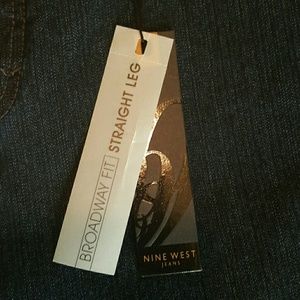 BROADWAY FIT STRAIGHT LEG
NINE WEST
JEANS